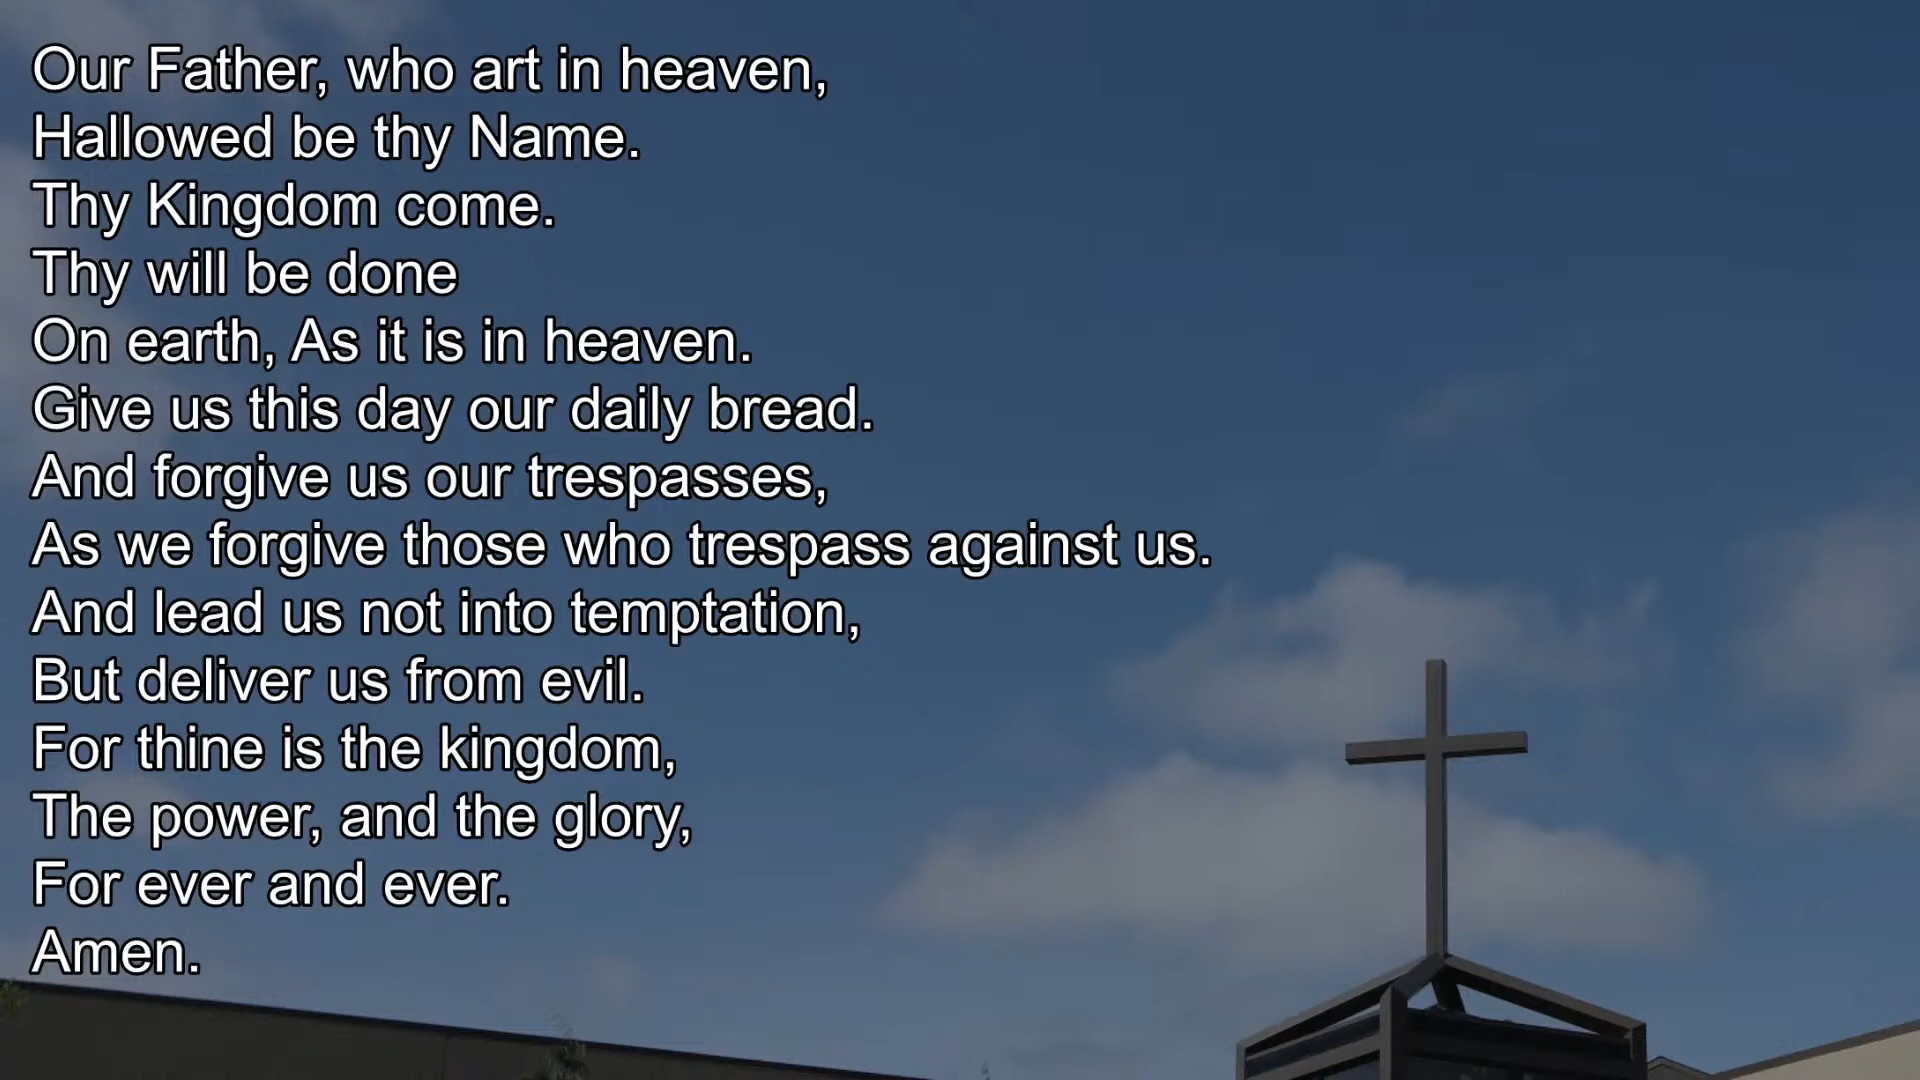 Our Father, who art in heaven,
Hallowed be thy Name.
Thy Kingdom come.
Thy will be done
On earth, As it is in heaven.
Give us this day our daily bread.
And forgive us our trespasses,
As we forgive those who trespass against us.
And lead us not into temptation,
But deliver us from evil.
For thine is the kingdom,
The power, and the glory,
For ever and ever.
Amen.